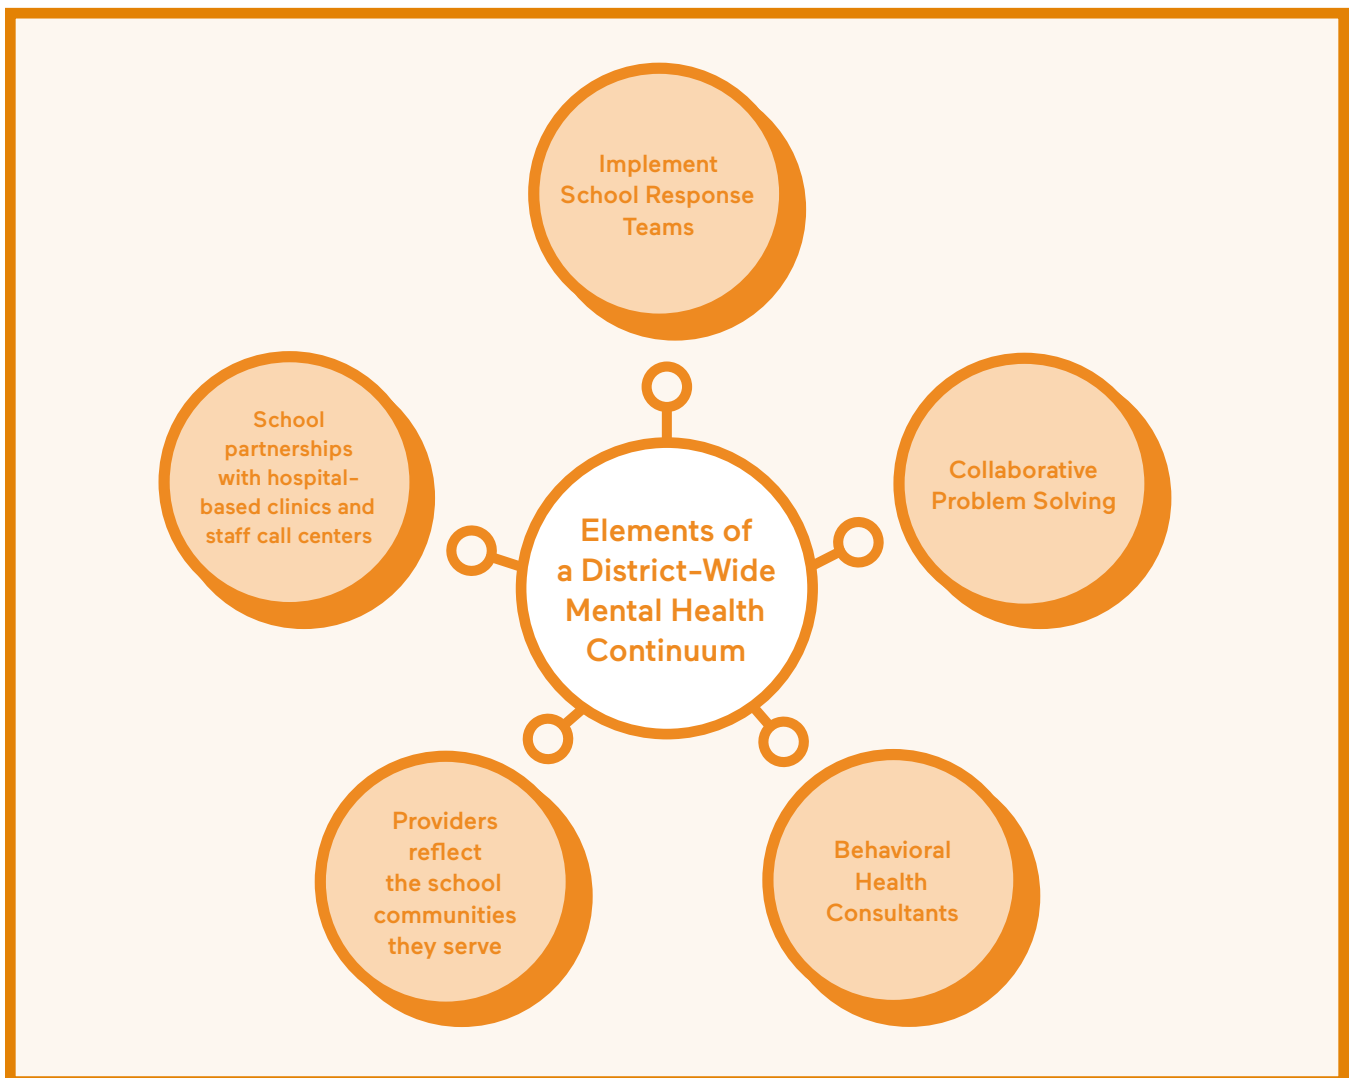 Implement
School Response
Teams
School
partnerships
with hospital-
based clinics and
staff call centers
Collaborative
Problem Solving
Elements of
a District-Wide
Mental Health
Continuum
Providers
reflect
the school
communities
they serve
Behavioral
Health
Consultants